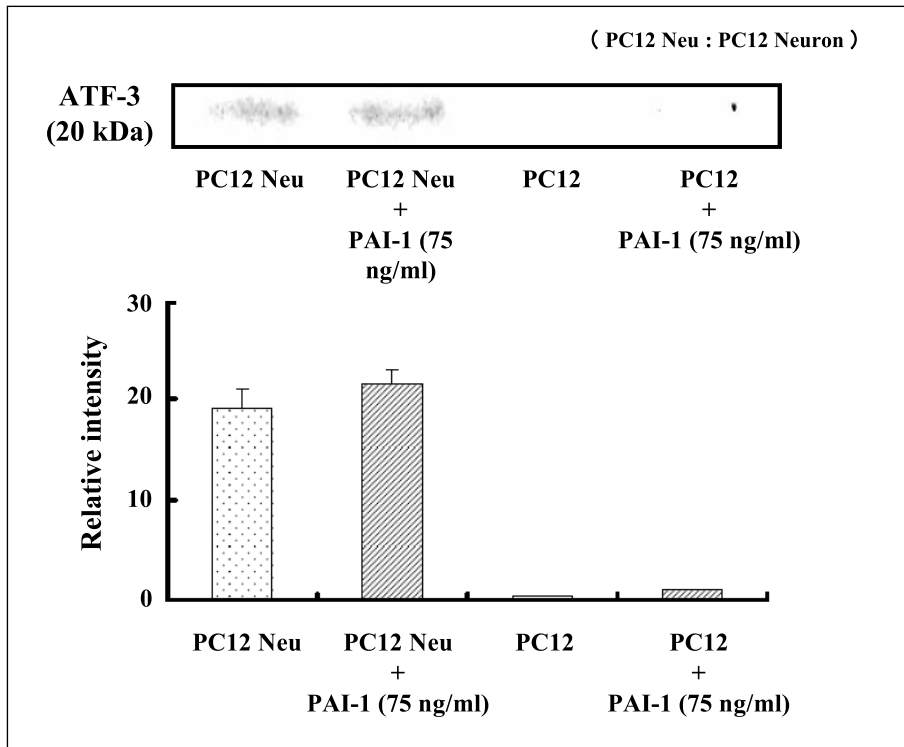 ( PC12 Neu : PC12 Neuron )
ATF-3
(20 kDa)
PC12 Neu
PC12 Neu
+
PAI-1 (75
ng/ml)
PC12
PC12
+
PAI-1 (75 ng/ml)
Relative intensity
30
20
10
0
PC12 Neu
PC12 Neu
+
PAI-1 (75 ng/ml)
PC12
PC12
+
PAI-1 (75 ng/ml)